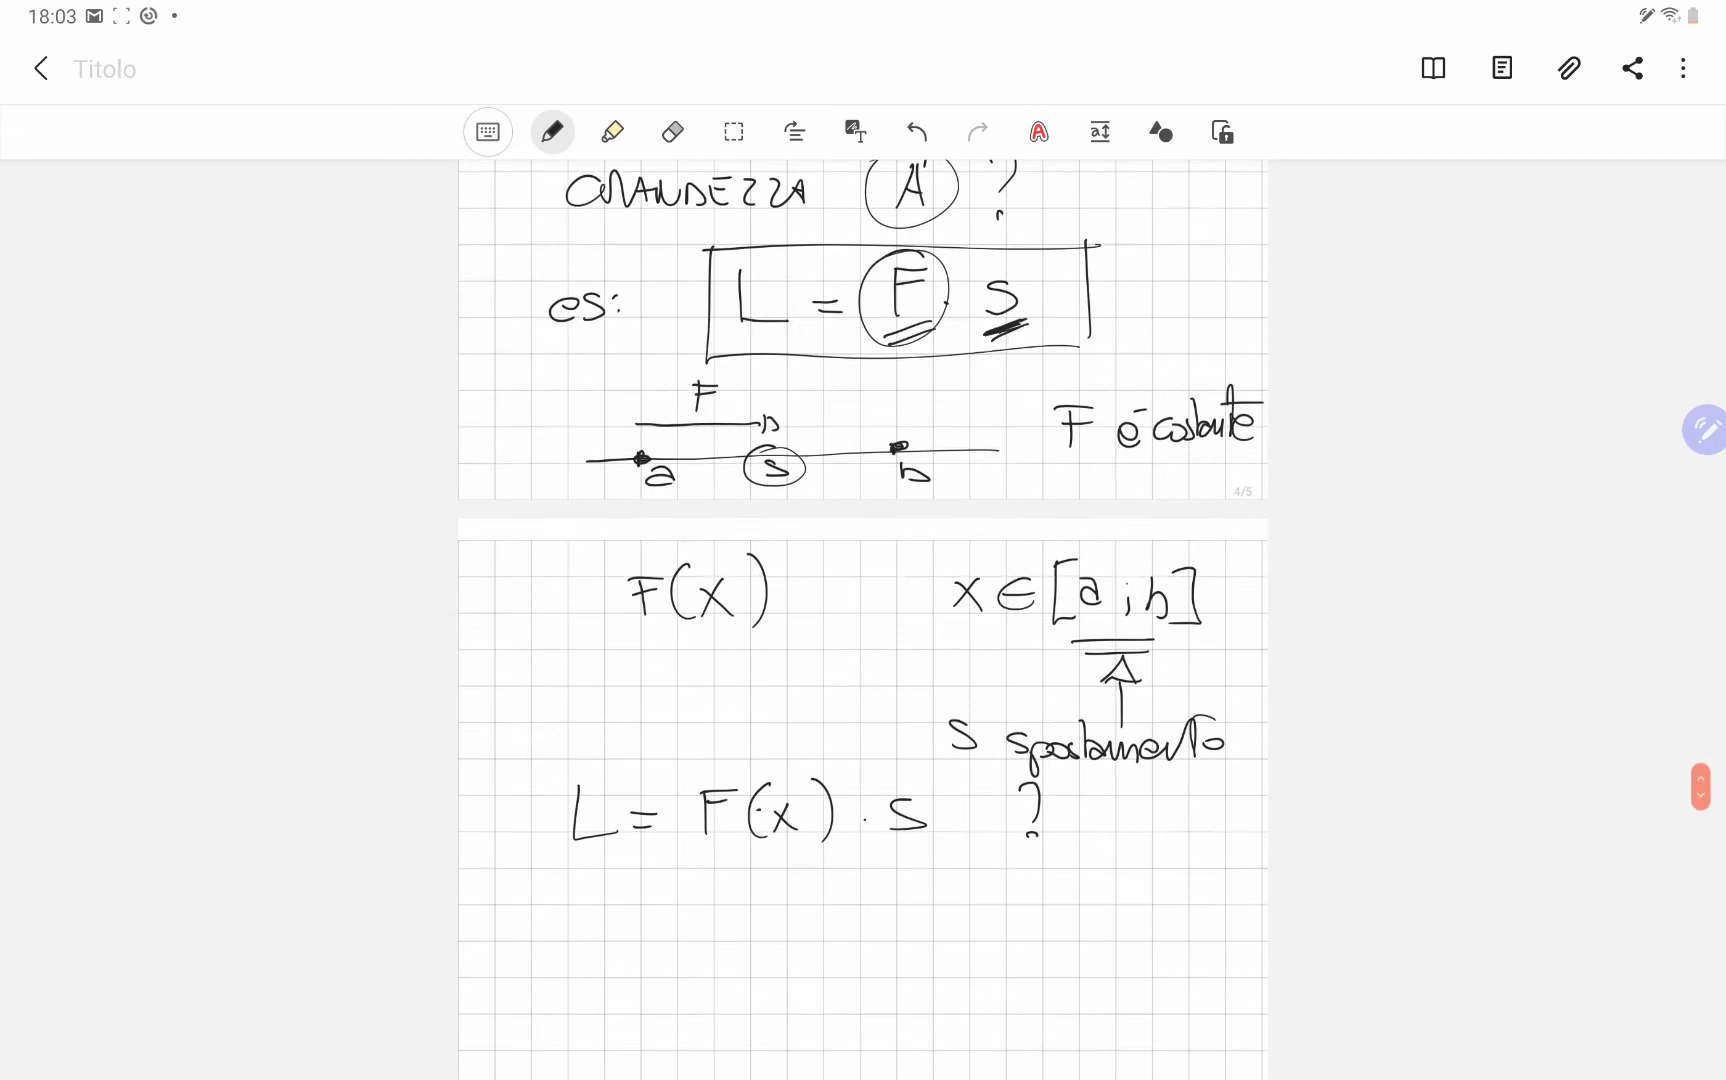 18:03
Titolo
GRANDEZZA A ?
es: L = F · s
F
a s b
F é costante
4/5
F(x) x ∈ [a ; b]
s spostamento
L = F(x) · s ?